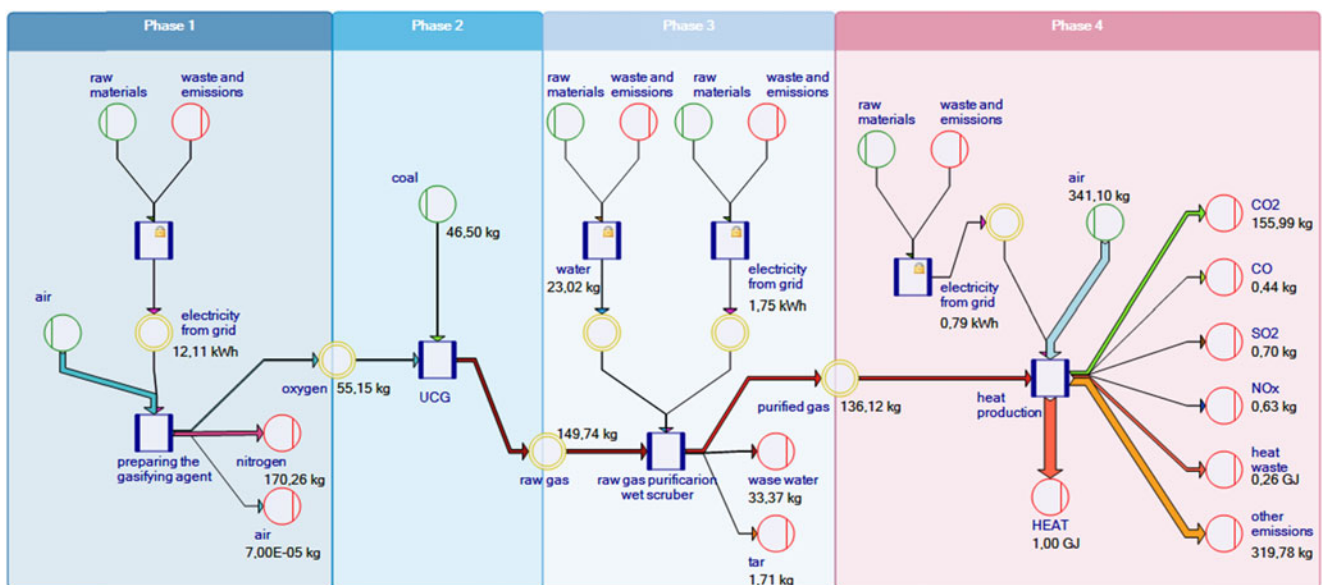 Phase 1
Phase 2
Phase 3
Phase 4
raw
materials
waste and
emissions
air
electricity
from grid
12,11 kWh
preparing the
gasifying agent
nitrogen
170,26 kg
air
7,00E-05 kg
oxygen
55,15 kg
coal
46,50 kg
UCG
raw gas
149,74 kg
raw
materials
waste and
emissions
raw
materials
waste and
emissions
water
23,02 kg
electricity
from grid
1,75 kWh
raw gas purificarion
wet scruber
wase water
33,37 kg
tar
1,71 kg
purified gas
136,12 kg
raw
materials
waste and
emissions
electricity
from grid
0,79 kWh
air
341,10 kg
heat
production
HEAT
1,00 GJ
CO2
155,99 kg
CO
0,44 kg
SO2
0,70 kg
NOx
0,63 kg
heat
waste
0,26 GJ
other
emissions
319,78 kg